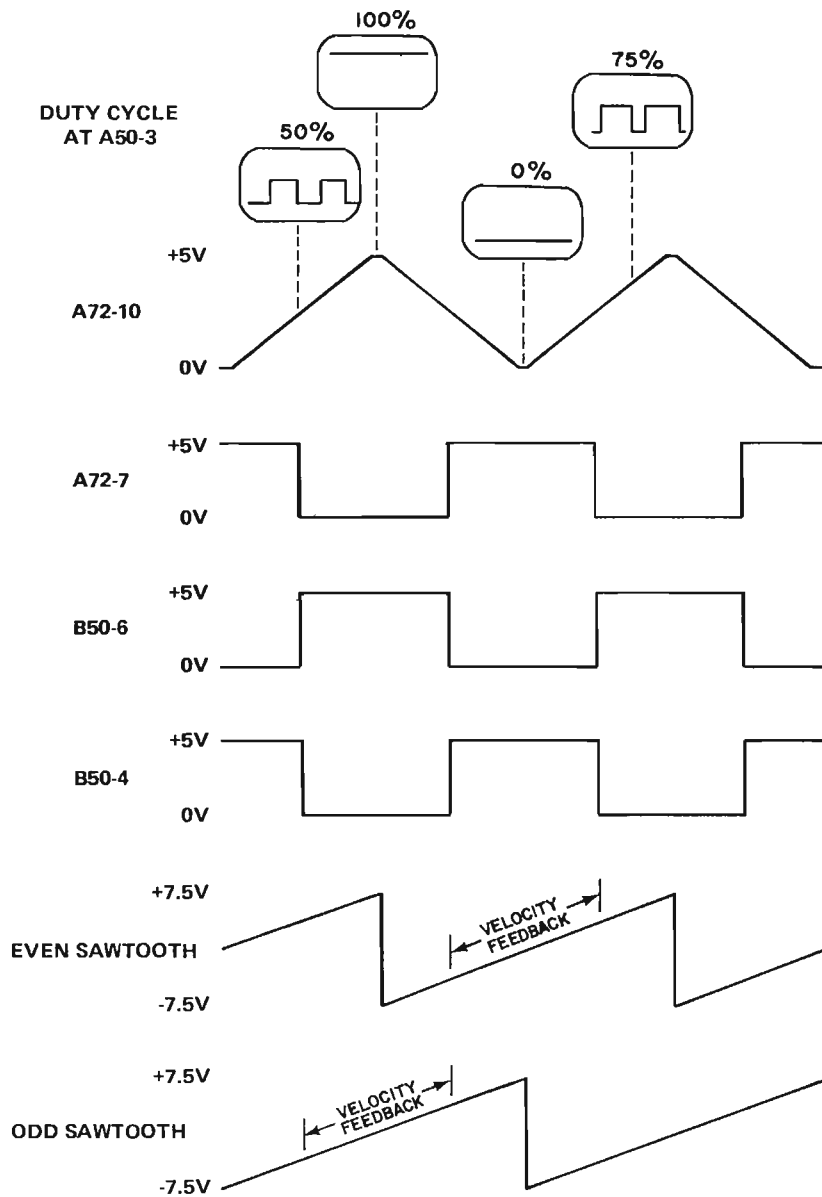 100%
75%
DUTY CYCLE
AT A50-3
50%
0%
+5V
A72-10
0V
+5V
A72-7
0V
+5V
B50-6
0V
+5V
B50-4
0V
+7.5V
VELOCITY
FEEDBACK
EVEN SAWTOOTH
-7.5V
+7.5V
VELOCITY
FEEDBACK
ODD SAWTOOTH
-7.5V